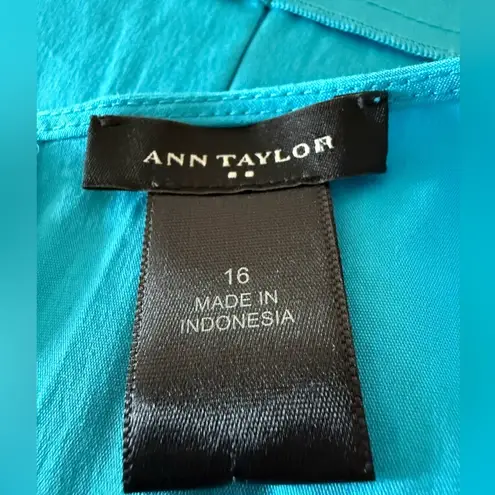 ANN TAYLOR
16
MADE IN
INDONESIA